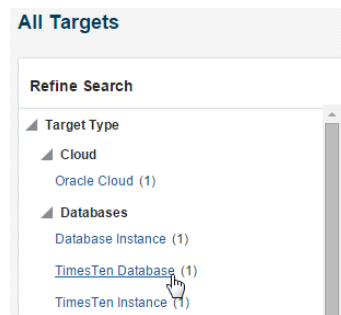 All Targets
Refine Search
Target Type
Cloud
Oracle Cloud (1)
Databases
Database Instance (1)
TimesTen Database (1)
TimesTen Instance (1)